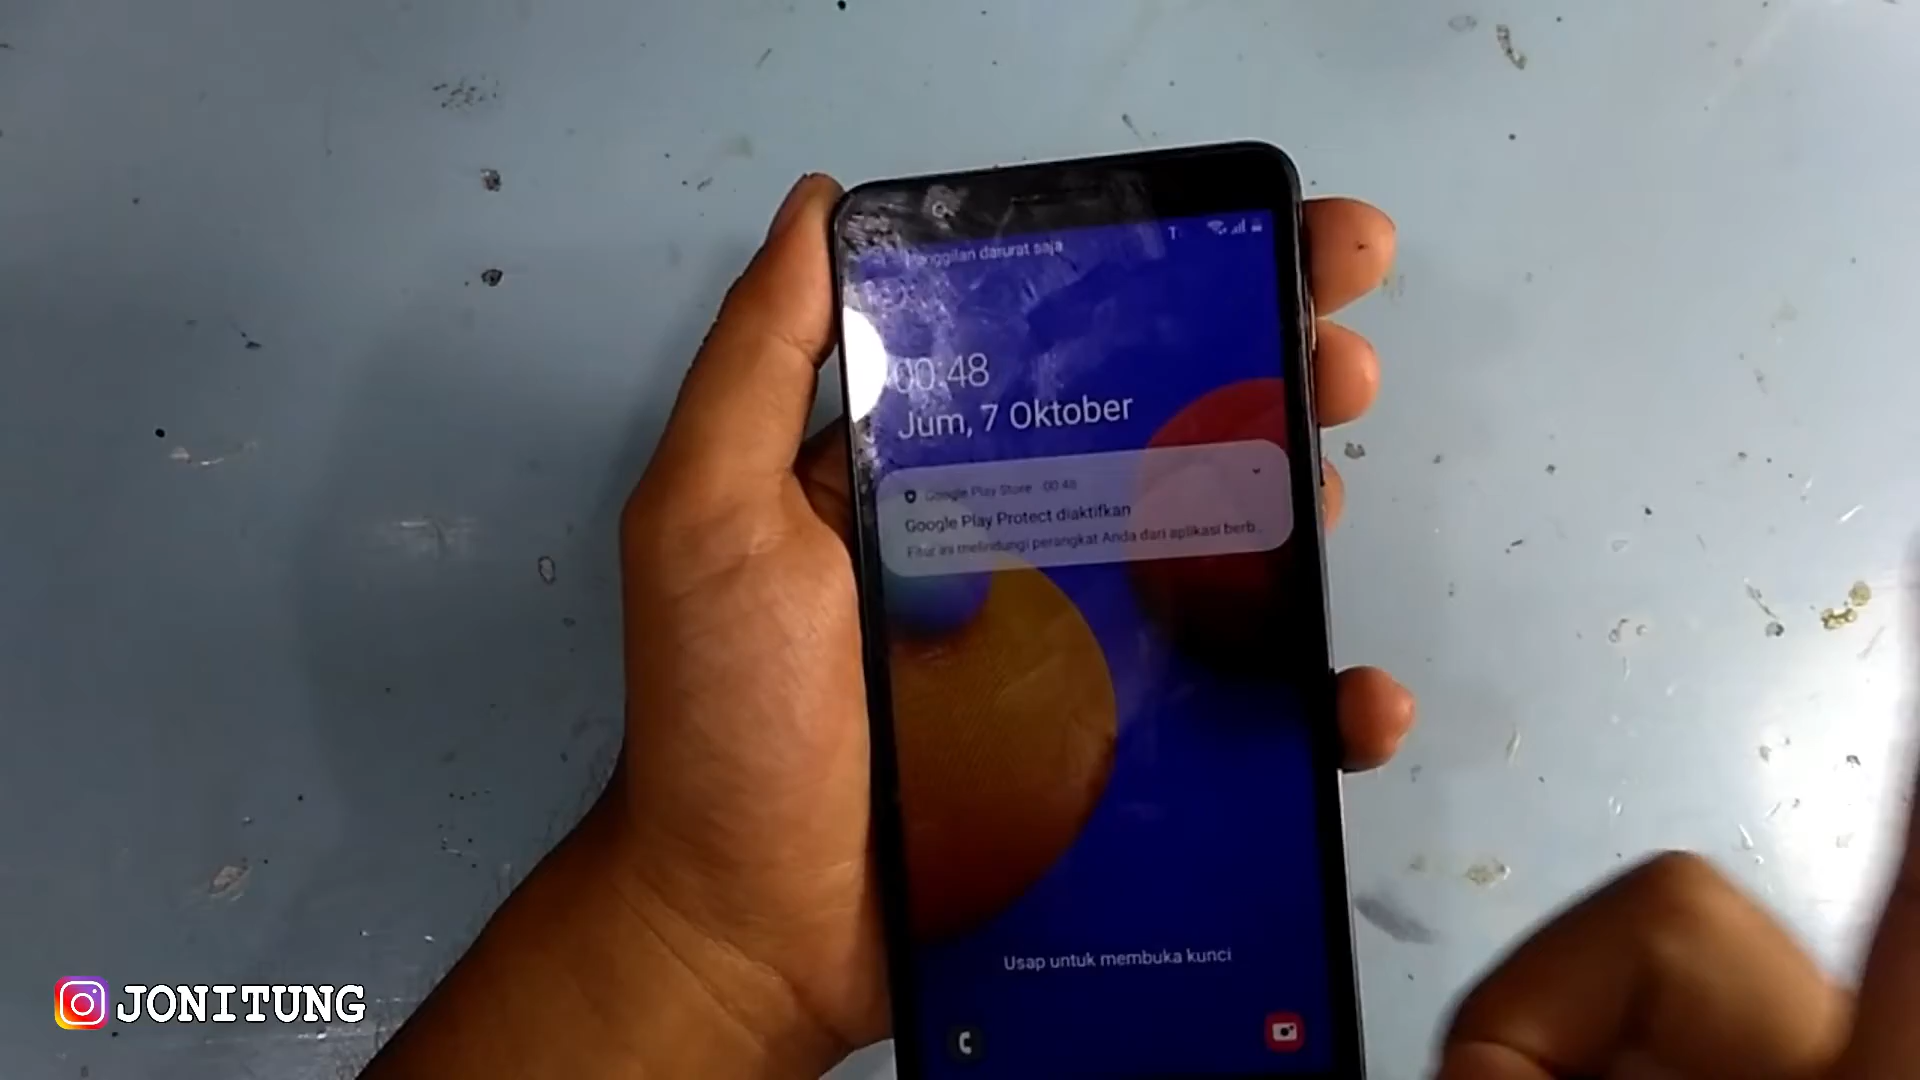 darurat saja
00:48
Jum, 7 Oktober
Google Play Store 00:48
Google Play Protect diaktifkan
Fitur ini melindungi perangkat Anda dari aplikasi berb...
Usap untuk membuka kunci
JONITUNG